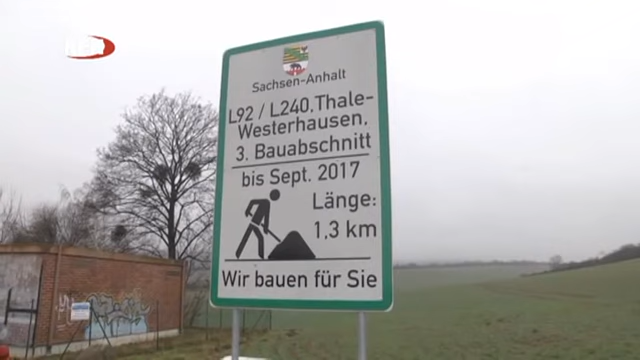 Sachsen-Anhalt
L92 / L240,Thale-
Westerhausen,
3. Bauabschnitt
bis Sept. 2017
Länge:
1,3 km
Wir bauen für Sie